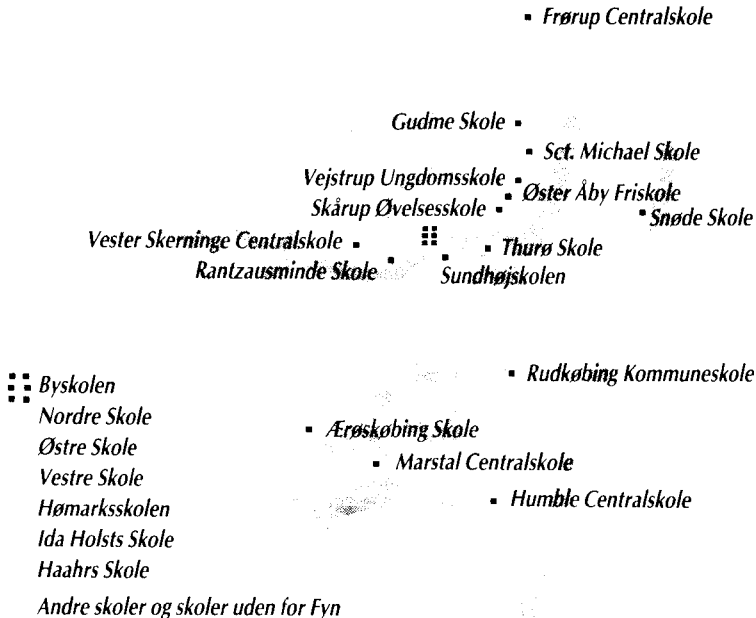 Frørup Centralskole
Gudme Skole
Sct. Michael Skole
Vejstrup Ungdomsskole
Øster Åby Friskole
Skårup Øvelsesskole
Snøde Skole
Vester Skerninge Centralskole
Thurø Skole
Rantzausminde Skole
Sundhøjskolen
Rudkøbing Kommuneskole
Byskolen
Nordre Skole
Ærøskøbing Skole
Østre Skole
Marstal Centralskole
Vestre Skole
Humble Centralskole
Hømarksskolen
Ida Holsts Skole
Haahrs Skole
Andre skoler og skoler uden for Fyn